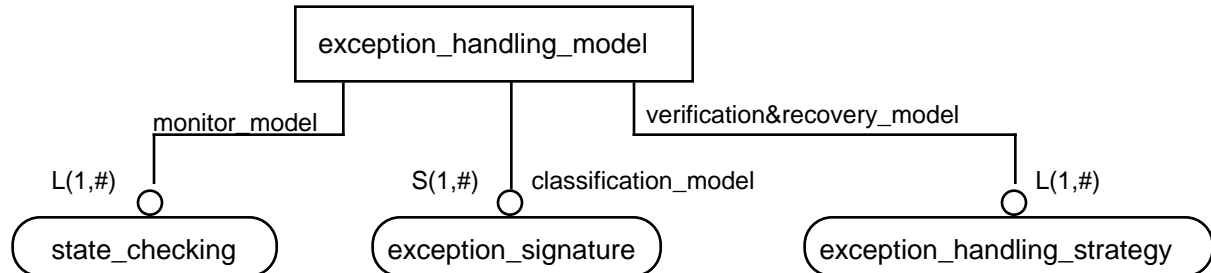 exception_handling_model
monitor_model
verification&recovery_model
L(1,#)
S(1,#)
classification_model
L(1,#)
state_checking
exception_signature
exception_handling_strategy